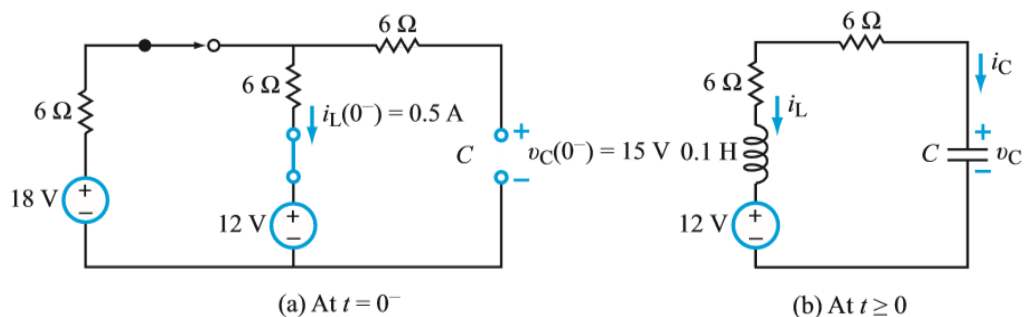 6 Ω
6 Ω
6 Ω
i_L(0⁻) = 0.5 A
18 V
+
−
12 V
+
−
C
+
−
v_C(0⁻) = 15 V
(a) At t = 0⁻
6 Ω
6 Ω
i_L
0.1 H
12 V
+
−
i_C
C
+
−
v_C
(b) At t ≥ 0